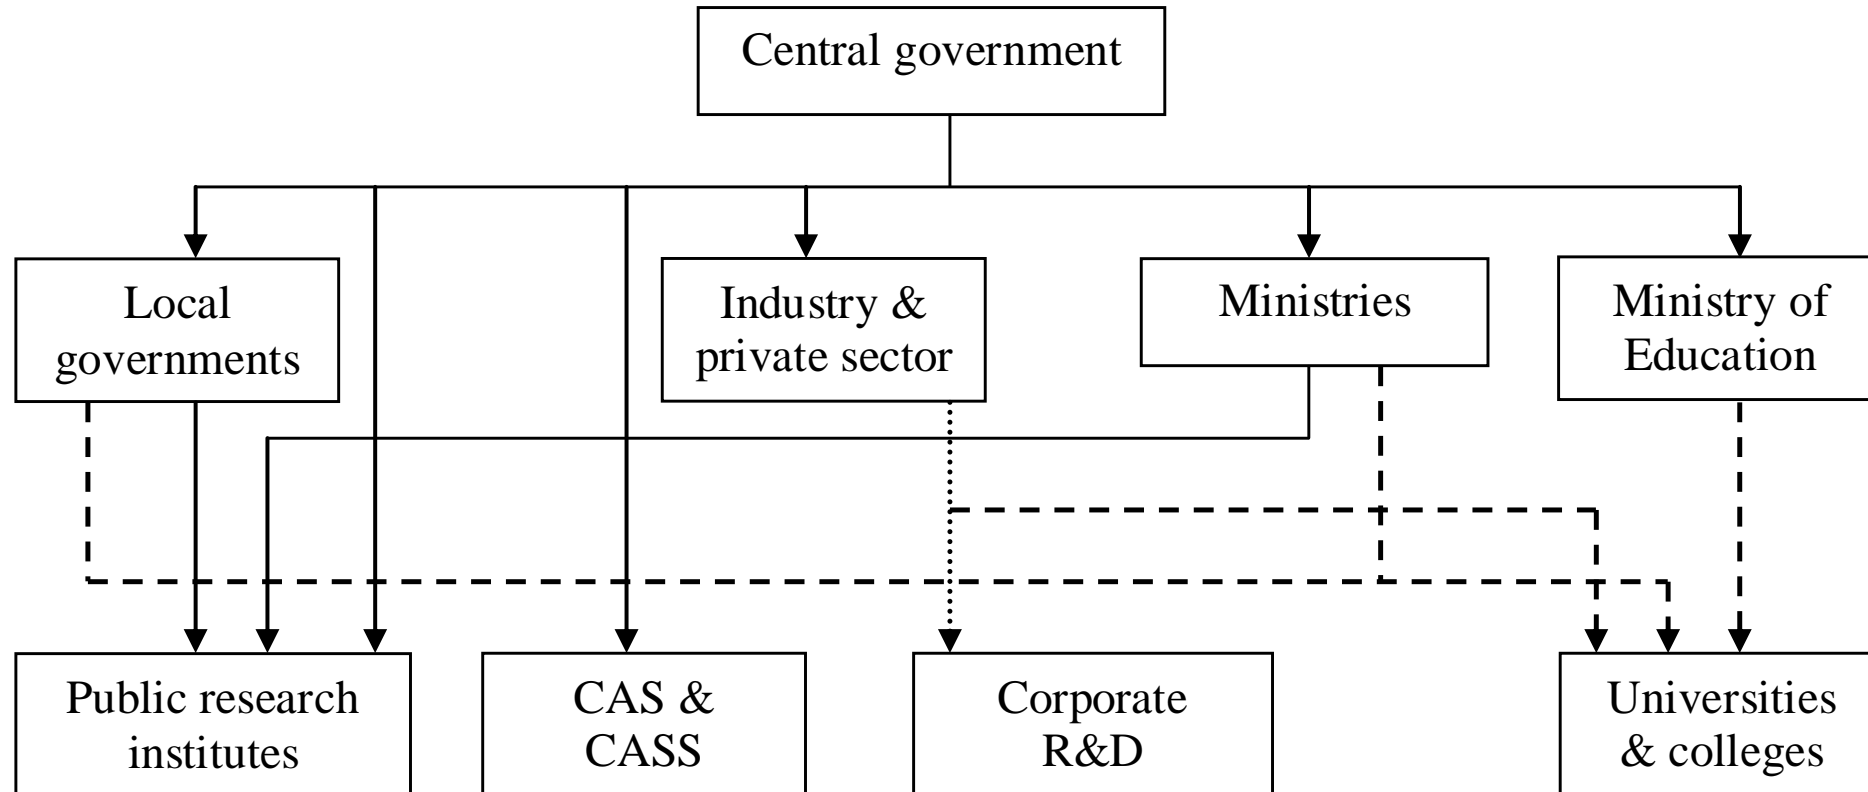 Central government
Local
governments
Industry &
private sector
Ministries
Ministry of
Education
Public research
institutes
CAS &
CASS
Corporate
R&D
Universities
& colleges